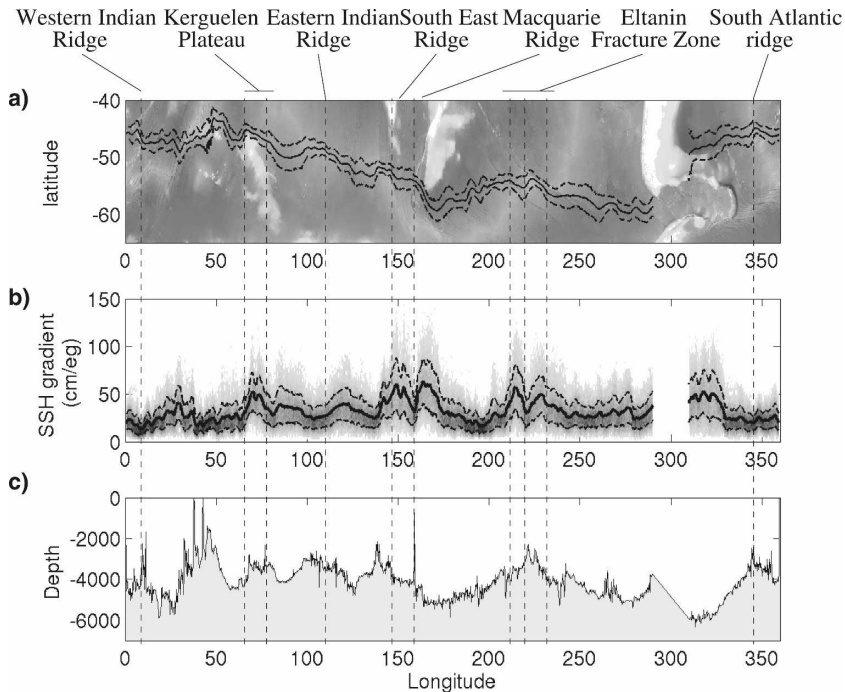 Western Indian Ridge
Kerguelen Plateau
Eastern Indian Ridge
South East Ridge
Macquarie Ridge
Eltanin Fracture Zone
South Atlantic ridge
a)
-40
-50
-60
latitude
0 50 100 150 200 250 300 350
b)
150
100
50
0
SSH gradient
(cm/eg)
0 50 100 150 200 250 300 350
c)
0
-2000
-4000
-6000
Depth
0 50 100 150 200 250 300 350
Longitude